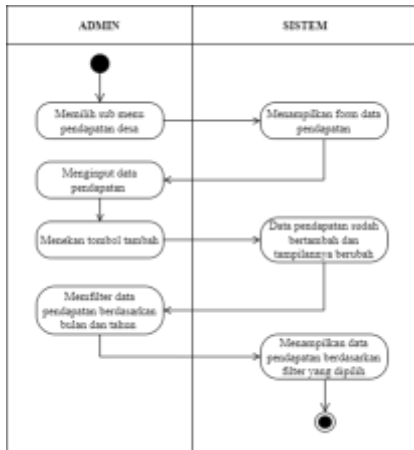 ADMIN
SISTEM
Memilih sub menu
pendapatan desa
Menampilkan form data
pendapatan
Menginput data
pendapatan
Menekan tombol tambah
Data pendapatan sudah
bertambah dan
tampilannya berubah
Memfilter data
pendapatan berdasarkan
bulan dan tahun
Menampilkan data
pendapatan berdasarkan
filter yang dipilih